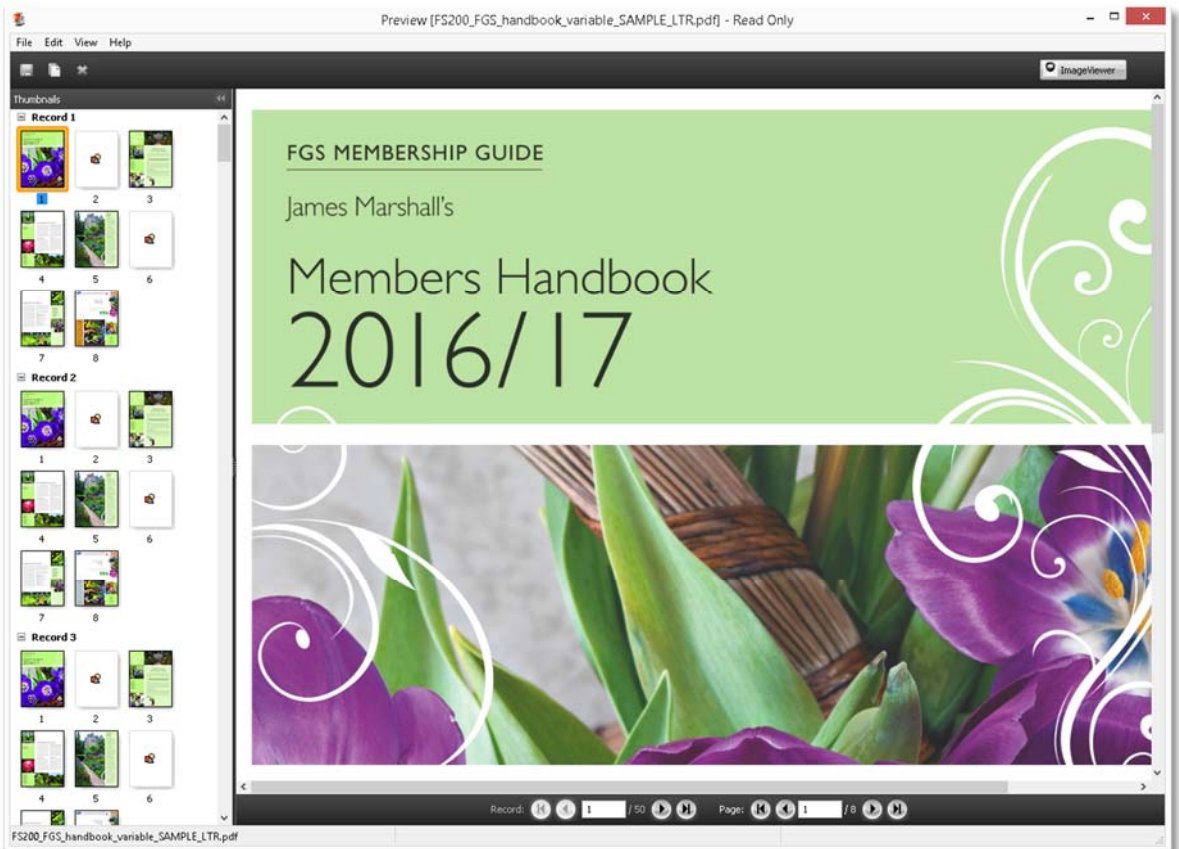 Preview [FS200_FGS_handbook_variable_SAMPLE_LTR.pdf] - Read Only
File Edit View Help
ImageViewer
Thumbnails
Record 1
1 2 3
4 5 6
7 8
Record 2
1 2 3
4 5 6
7 8
Record 3
1 2 3
4 5 6
FGS MEMBERSHIP GUIDE
James Marshall's
Members Handbook
2016/17
Record: 1 / 50 Page: 1 / 8
FS200_FGS_handbook_variable_SAMPLE_LTR.pdf